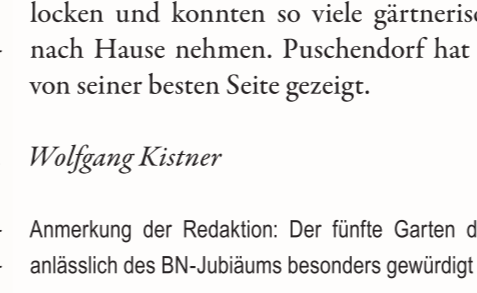 locken und konnten so viele
nach Hause nehmen. Puschendorf hat
von seiner besten Seite gezeigt.
Wolfgang Kistner
Anmerkung der Redaktion: Der fünfte Garten
anlässlich des BN-Jubiäums besonders gewürdigt